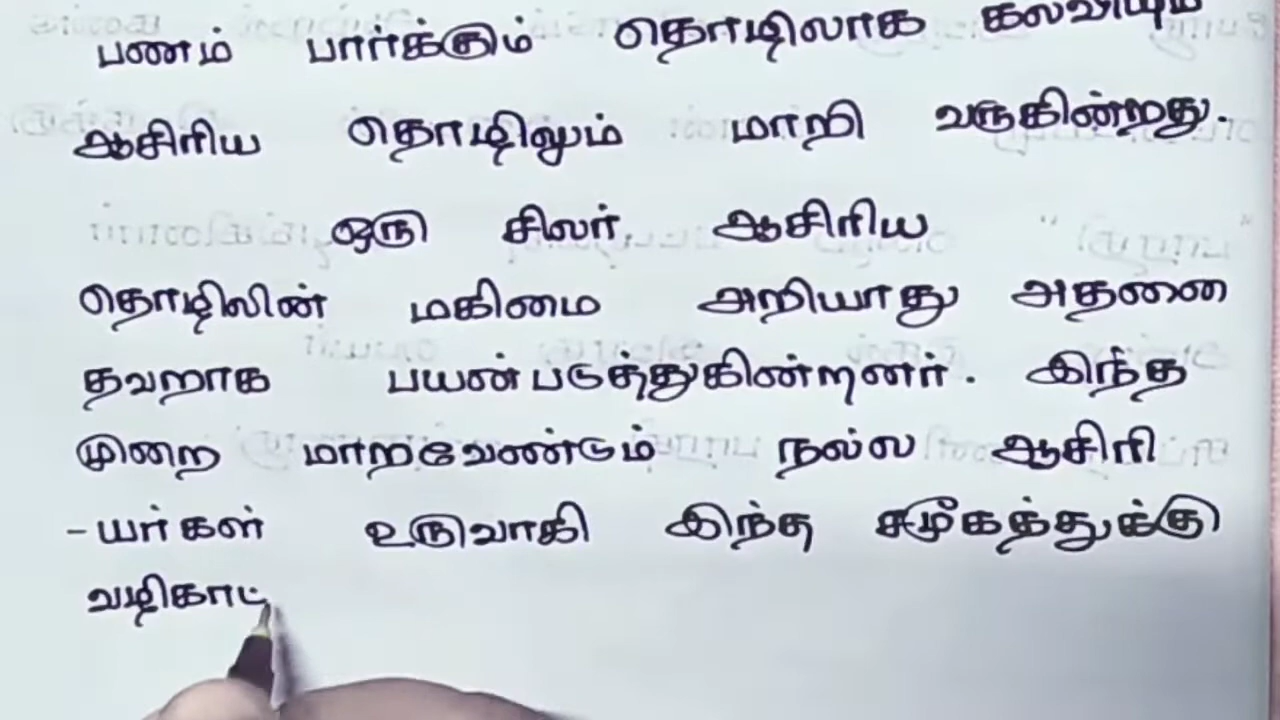 பணம் பார்க்கும் தொழிலாக கல்வியும்
ஆசிரிய தொழிலும் மாறி வருகின்றது.
ஒரு சிலர் ஆசிரிய
தொழிலின் மகிமை அறியாது அதனை
தவறாக பயன்படுத்துகின்றனர். இந்த
முறை மாறவேண்டும் நல்ல ஆசிரி
-யர்கள் உருவாகி இந்த சமூகத்துக்கு
வழிகாட்